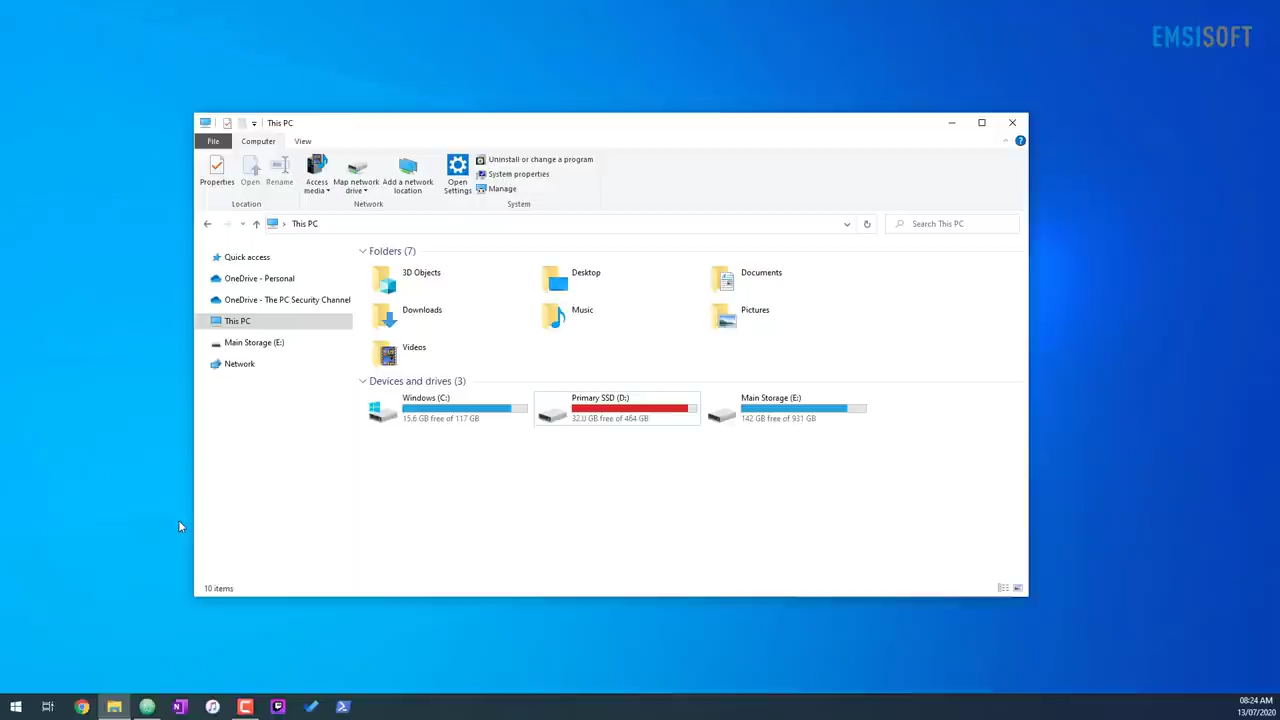 EMSISOFT
This PC
File
Computer
View
Properties
Open
Rename
Access
media
Map network
drive
Add a network
location
Open
Settings
Uninstall or change a program
System properties
Manage
Location
Network
System
This PC
Search This PC
Quick access
OneDrive - Personal
OneDrive - The PC Security Channel
This PC
Main Storage (E:)
Network
Folders (7)
3D Objects
Desktop
Documents
Downloads
Music
Pictures
Videos
Devices and drives (3)
Windows (C:)
15.6 GB free of 117 GB
Primary SSD (D:)
32.0 GB free of 464 GB
Main Storage (E:)
142 GB free of 931 GB
10 items
08:24 AM
13/07/2020